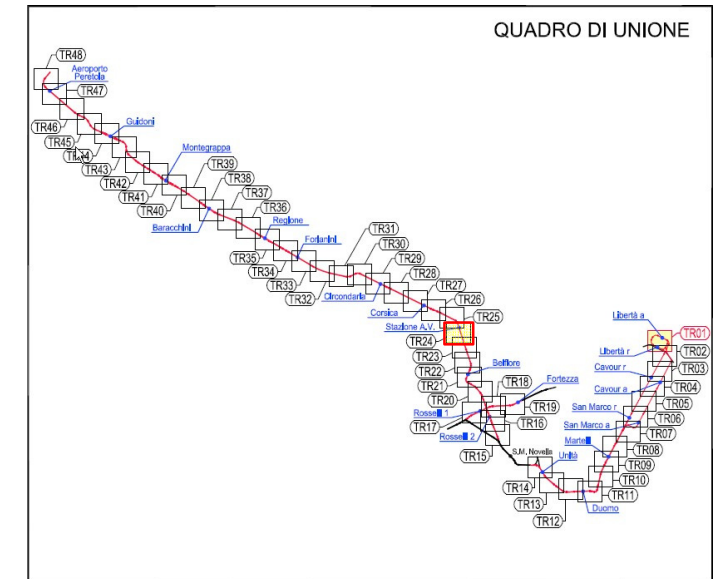 QUADRO DI UNIONE
TR48
Aeroporto
Peretola
TR47
TR46
Guidoni
TR45
TR43
Montegrappa
TR42
TR39
TR41
TR38
TR40
TR37
Baracchini
TR36
Regione
TR35
Forlanini
TR31
TR34
TR30
TR33
TR29
TR32
TR28
Circondaria
TR27
Corsica
TR26
TR25
Stazione A.V.
TR24
TR23
TR22
Belfiore
TR21
TR18
TR20
Fortezza
Rosselli 1
TR19
TR17
TR16
Rosselli 2
TR15
S.M. Novella
Unità
TR14
TR13
TR12
Duomo
Libertà a
TR01
Libertà r
TR02
Cavour r
TR03
Cavour a
TR04
San Marco r
TR05
TR06
San Marco a
TR07
Martelli
TR08
TR09
TR10
TR11